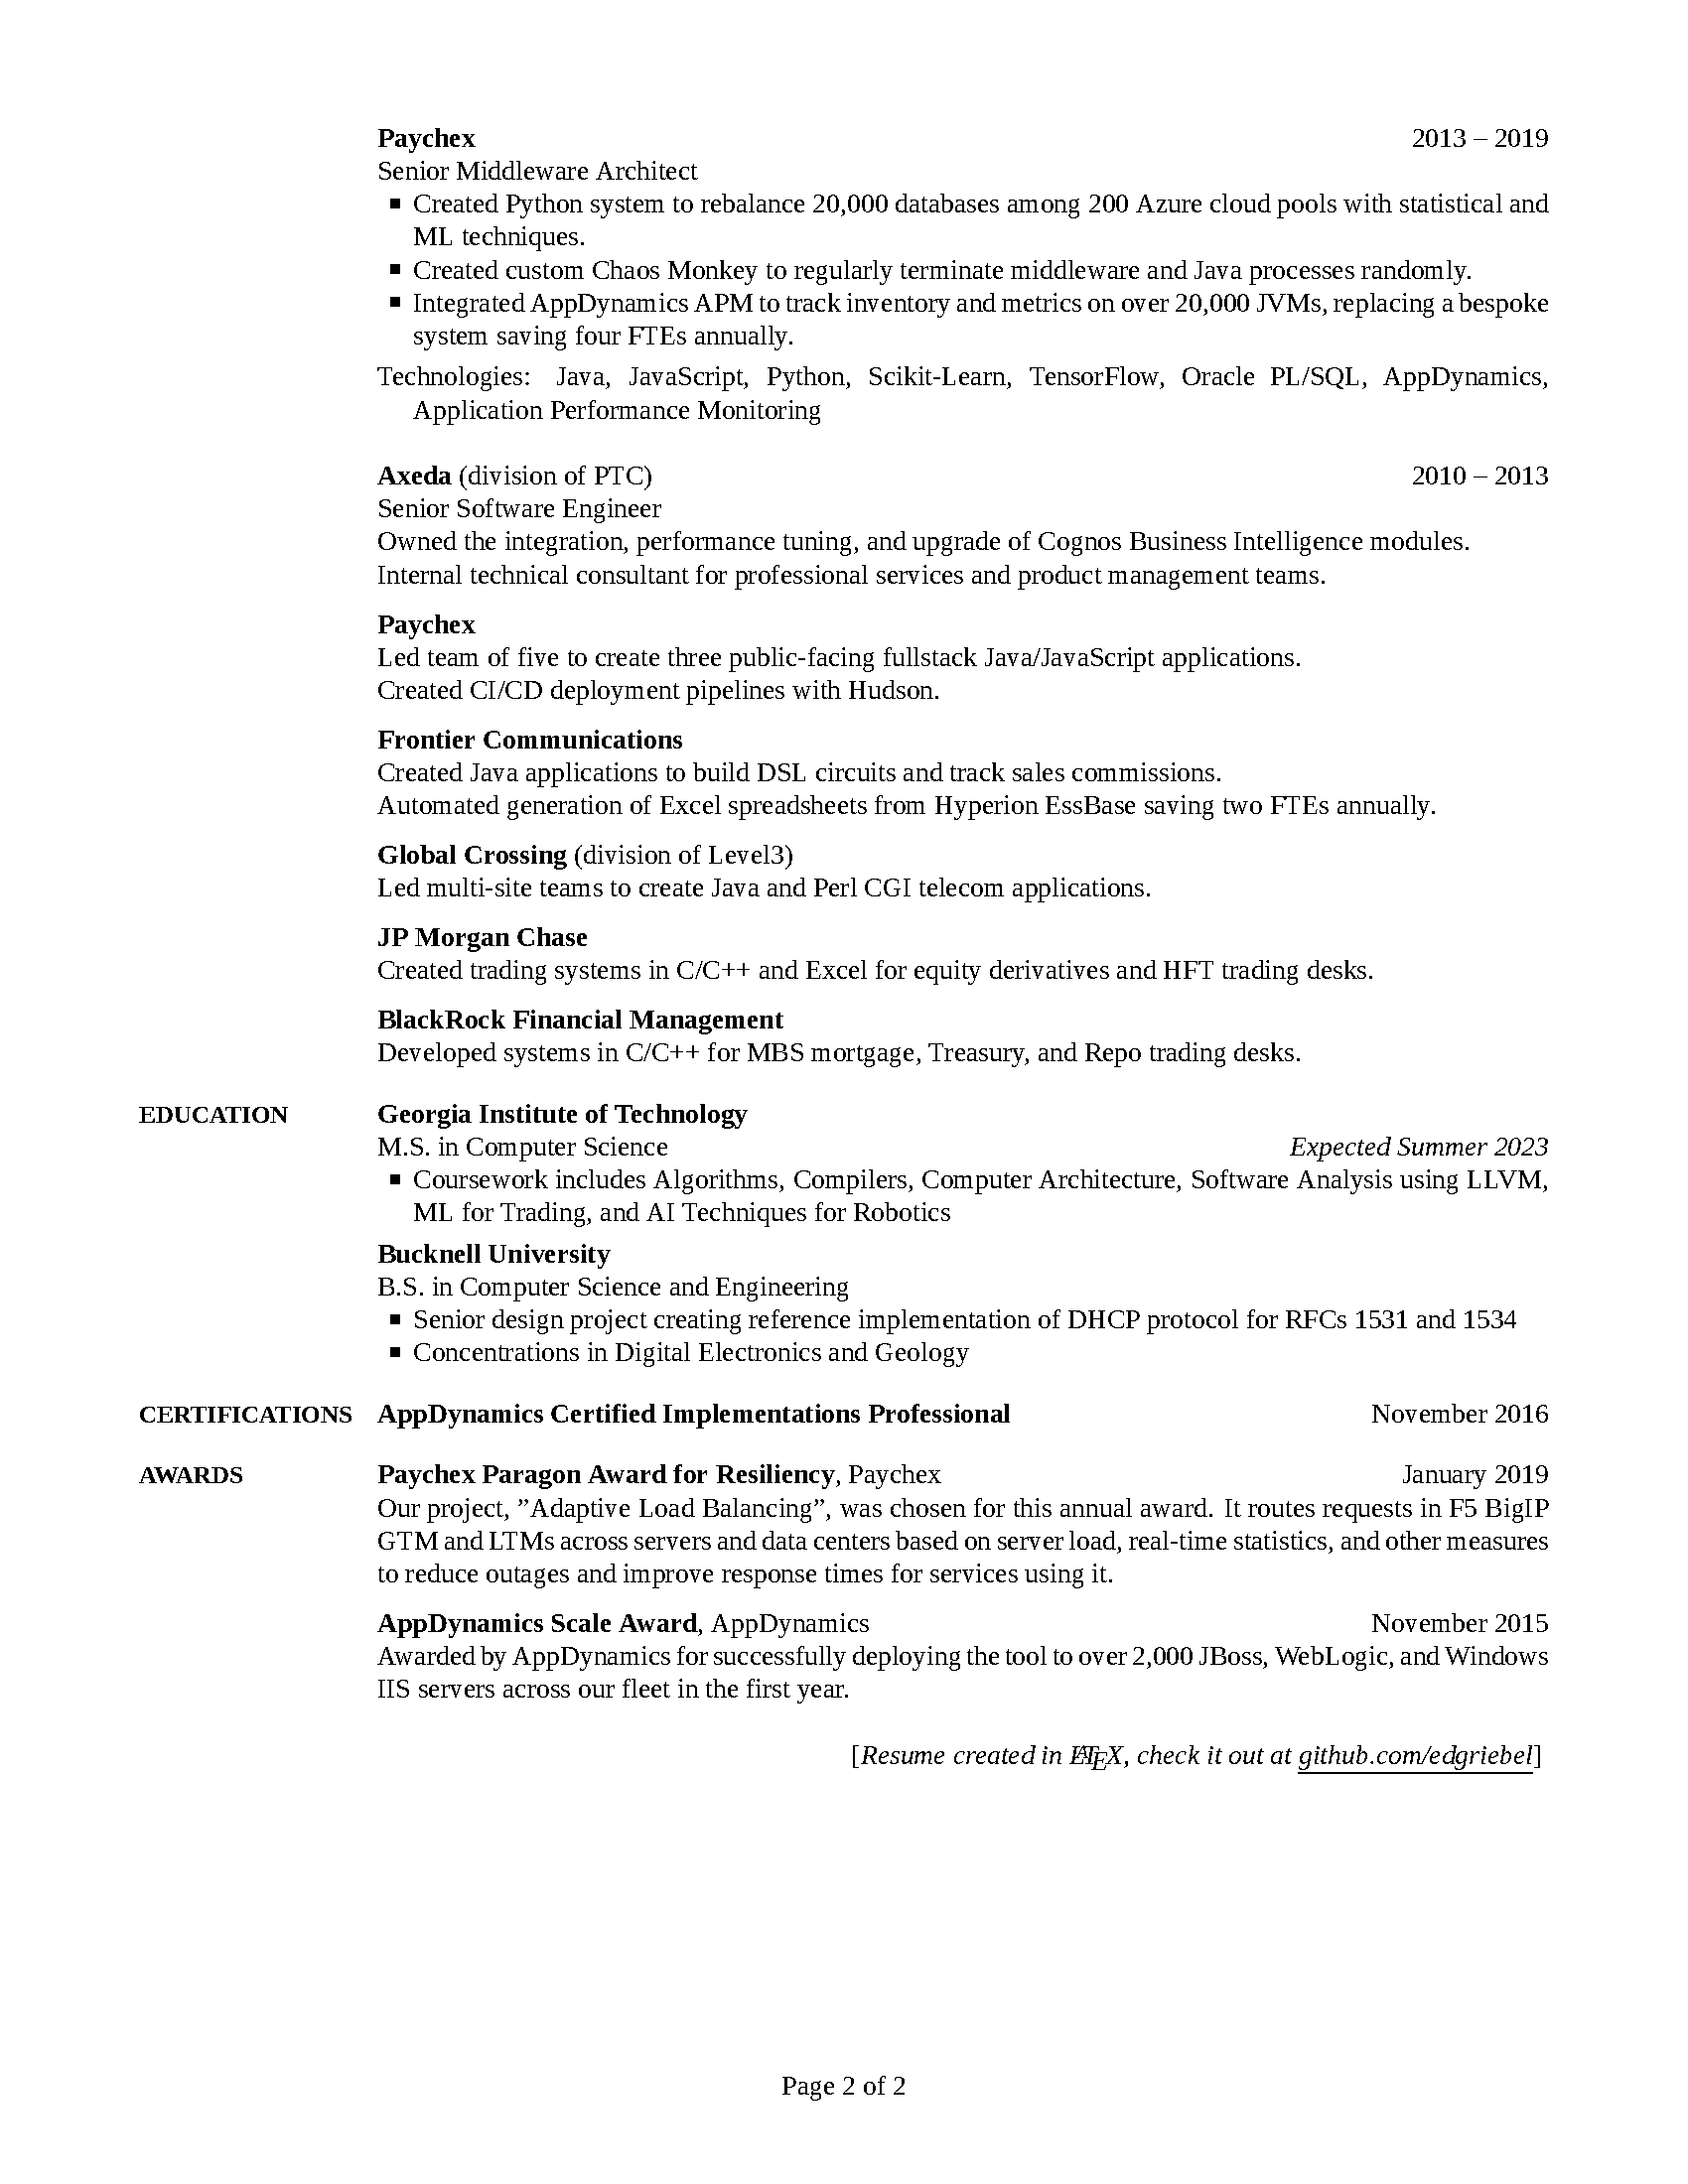 Paychex 2013 – 2019
Senior Middleware Architect
■ Created Python system to rebalance 20,000 databases among 200 Azure cloud pools with statistical and
ML techniques.
■ Created custom Chaos Monkey to regularly terminate middleware and Java processes randomly.
■ Integrated AppDynamics APM to track inventory and metrics on over 20,000 JVMs, replacing a bespoke
system saving four FTEs annually.
Technologies: Java, JavaScript, Python, Scikit-Learn, TensorFlow, Oracle PL/SQL, AppDynamics,
Application Performance Monitoring
Axeda (division of PTC) 2010 – 2013
Senior Software Engineer
Owned the integration, performance tuning, and upgrade of Cognos Business Intelligence modules.
Internal technical consultant for professional services and product management teams.
Paychex
Led team of five to create three public-facing fullstack Java/JavaScript applications.
Created CI/CD deployment pipelines with Hudson.
Frontier Communications
Created Java applications to build DSL circuits and track sales commissions.
Automated generation of Excel spreadsheets from Hyperion EssBase saving two FTEs annually.
Global Crossing (division of Level3)
Led multi-site teams to create Java and Perl CGI telecom applications.
JP Morgan Chase
Created trading systems in C/C++ and Excel for equity derivatives and HFT trading desks.
BlackRock Financial Management
Developed systems in C/C++ for MBS mortgage, Treasury, and Repo trading desks.
EDUCATION Georgia Institute of Technology
M.S. in Computer Science Expected Summer 2023
■ Coursework includes Algorithms, Compilers, Computer Architecture, Software Analysis using LLVM,
ML for Trading, and AI Techniques for Robotics
Bucknell University
B.S. in Computer Science and Engineering
■ Senior design project creating reference implementation of DHCP protocol for RFCs 1531 and 1534
■ Concentrations in Digital Electronics and Geology
CERTIFICATIONS AppDynamics Certified Implementations Professional November 2016
AWARDS Paychex Paragon Award for Resiliency, Paychex January 2019
Our project, ”Adaptive Load Balancing”, was chosen for this annual award. It routes requests in F5 BigIP
GTM and LTMs across servers and data centers based on server load, real-time statistics, and other measures
to reduce outages and improve response times for services using it.
AppDynamics Scale Award, AppDynamics November 2015
Awarded by AppDynamics for successfully deploying the tool to over 2,000 JBoss, WebLogic, and Windows
IIS servers across our fleet in the first year.
[Resume created in LATEX, check it out at github.com/edgriebel]
Page 2 of 2